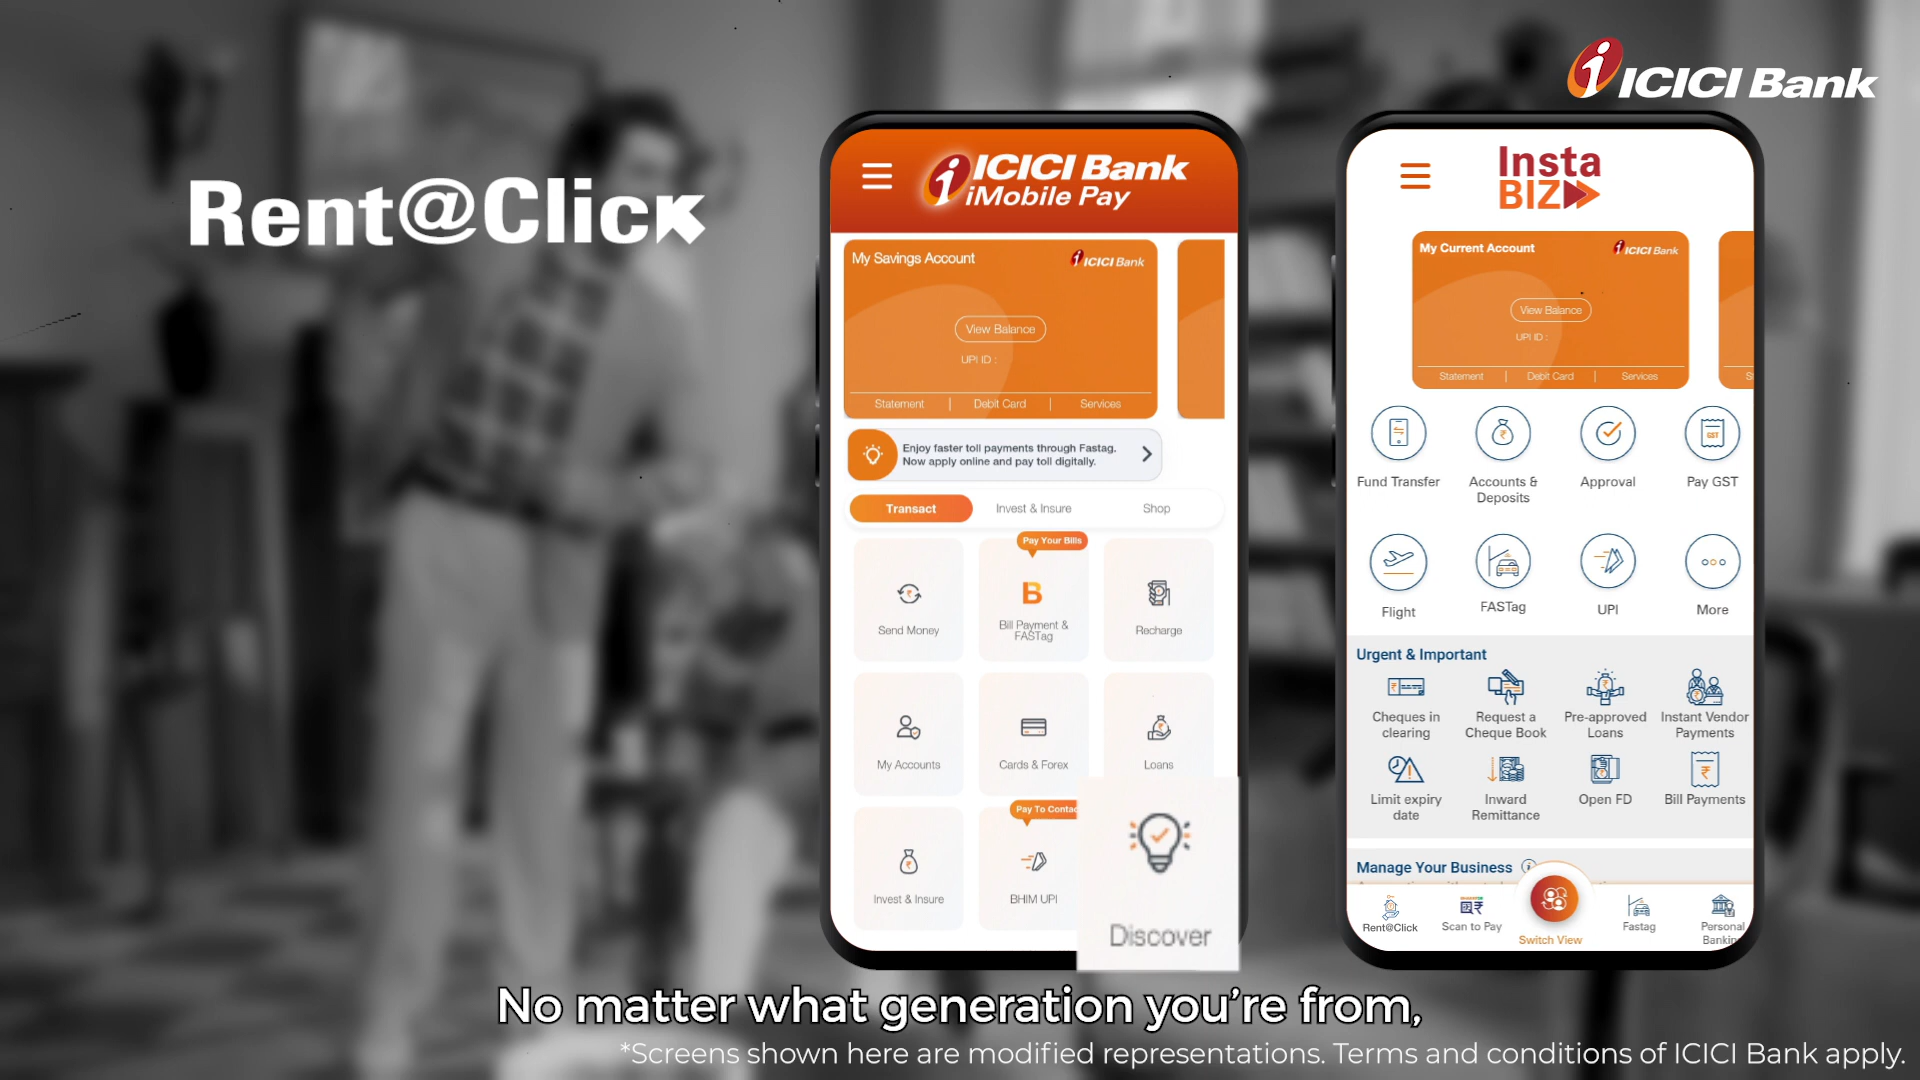 ICICI Bank
Rent@Click
ICICI Bank
iMobile Pay
My Savings Account
ICICI Bank
View Balance
UPI ID :
Statement | Debit Card | Services
Enjoy faster toll payments through Fastag.
Now apply online and pay toll digitally.
Transact Invest & Insure Shop
Pay Your Bills
Send Money
Bill Payment &
FASTag
Recharge
My Accounts
Cards & Forex
Loans
Pay To Contac
Invest & Insure
BHIM UPI
Discover
Insta
BIZ
My Current Account
ICICI Bank
View Balance
UPI ID :
Statement | Debit Card | Services
Fund Transfer
Accounts &
Deposits
Approval
GST
Pay GST
Flight
FASTag
UPI
More
Urgent & Important
Cheques in
clearing
Request a
Cheque Book
Pre-approved
Loans
Instant Vendor
Payments
Limit expiry
date
Inward
Remittance
Open FD
Bill Payments
Manage Your Business
Rent@Click
Scan to Pay
Switch View
Fastag
Personal
Bankin
No matter what generation you're from,
*Screens shown here are modified representations. Terms and conditions of ICICI Bank apply.